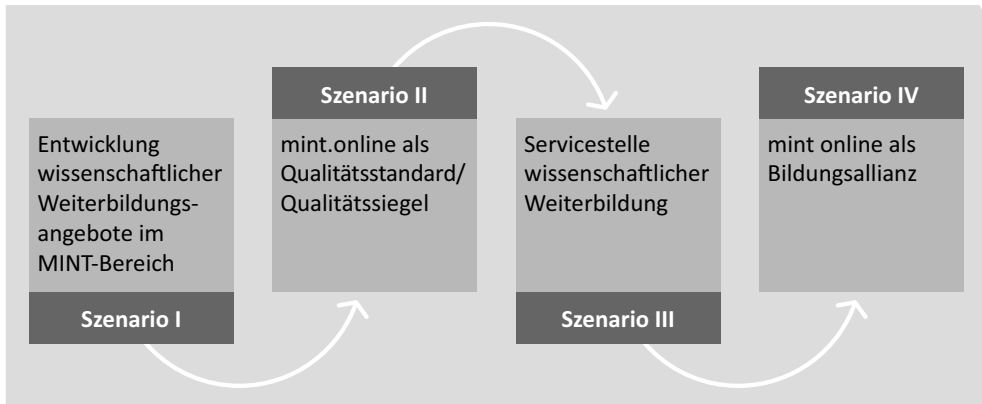 Entwicklung
wissenschaftlicher
Weiterbildungs-
angebote im
MINT-Bereich
Szenario I
Szenario II
mint.online als
Qualitätsstandard/
Qualitätssiegel
Servicestelle
wissenschaftlicher
Weiterbildung
Szenario III
Szenario IV
mint online als
Bildungsallianz